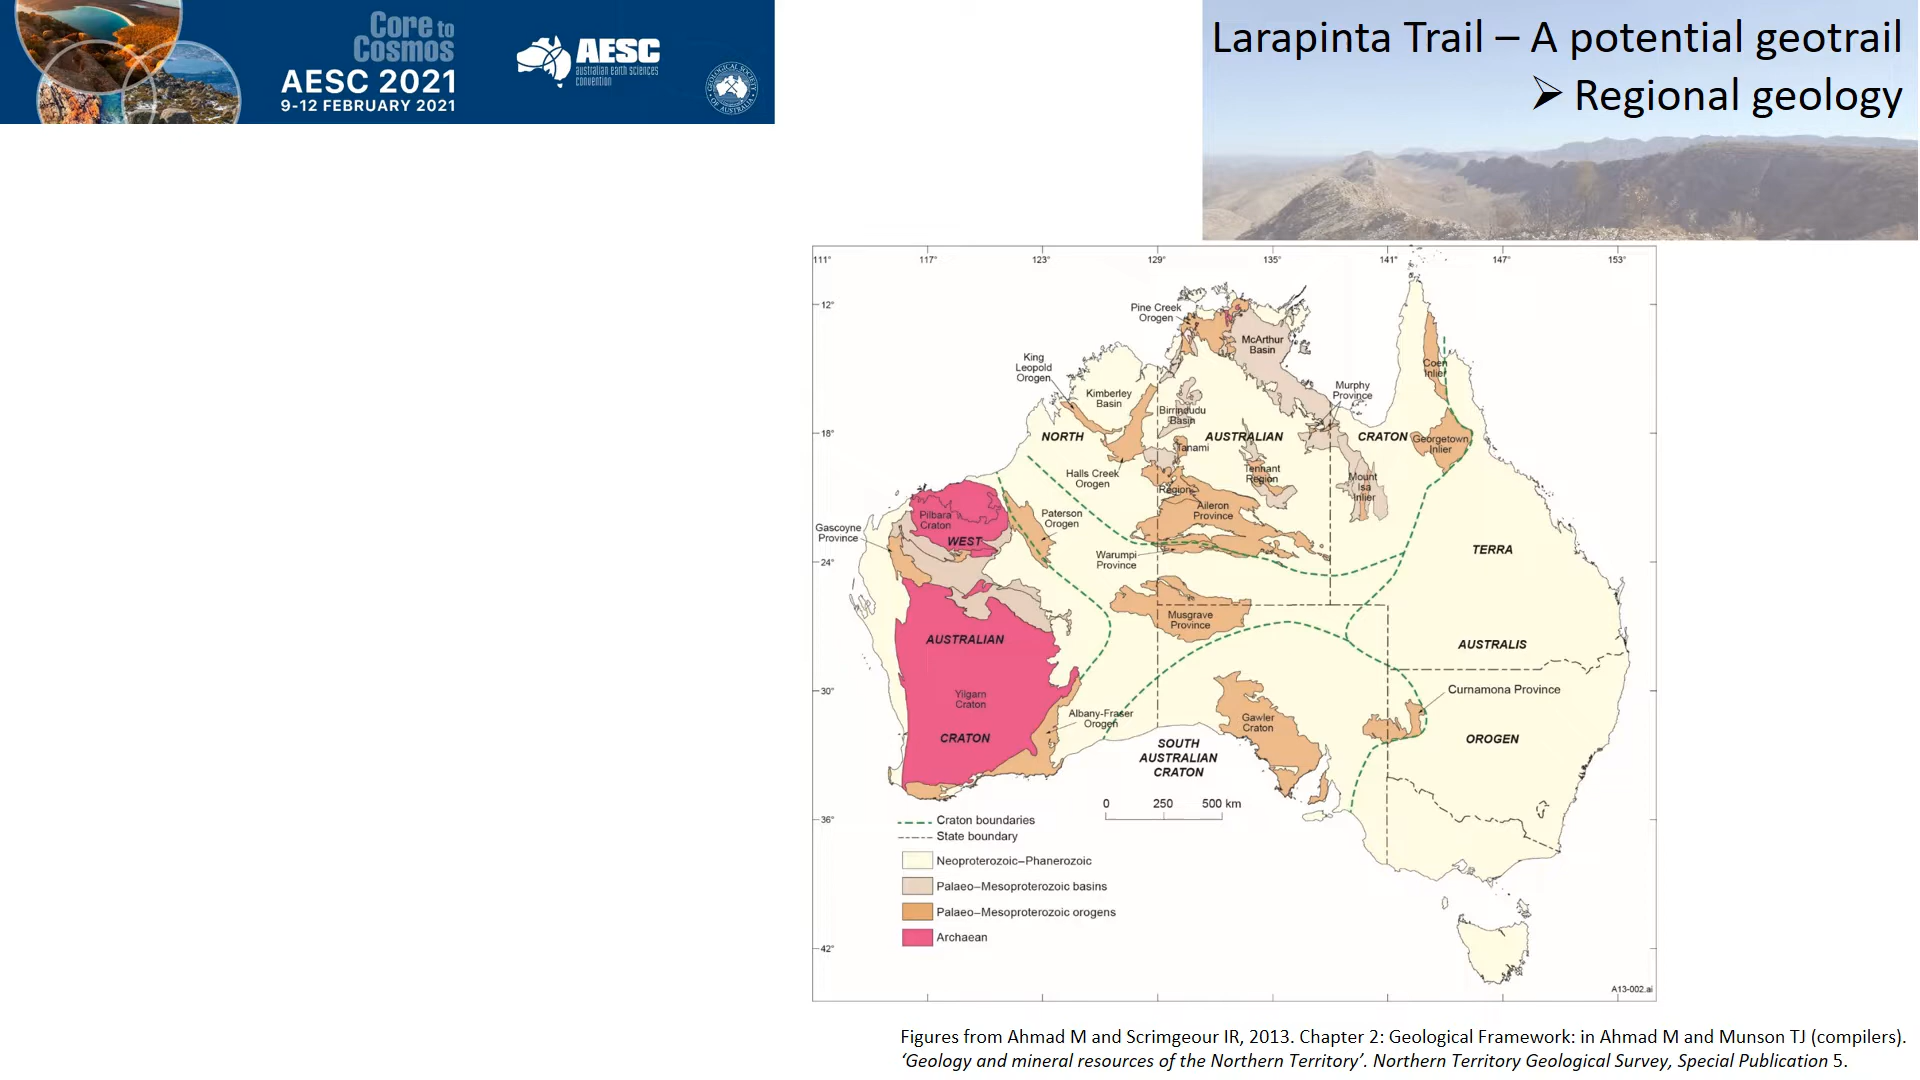 Core to
Cosmos
AESC 2021
9-12 FEBRUARY 2021
AESC
australian earth sciences
convention
GEOLOGICAL SOCIETY
OF AUSTRALIA
Larapinta Trail – A potential geotrail
➢ Regional geology
111°
117°
123°
129°
135°
141°
147°
153°
12°
18°
24°
30°
36°
42°
Pine Creek
Orogen
McArthur
Basin
King
Leopold
Orogen
Kimberley
Basin
Birrindudu
Basin
Murphy
Province
Coen
Inlier
NORTH
AUSTRALIAN
CRATON
Georgetown
Inlier
Tanami
Region
Halls Creek
Orogen
Tennant
Region
Mount
Isa
Inlier
Aileron
Province
Pilbara
Craton
WEST
Paterson
Orogen
Gascoyne
Province
Warumpi
Province
TERRA
Musgrave
Province
AUSTRALIAN
AUSTRALIS
Yilgarn
Craton
CRATON
Albany-Fraser
Orogen
Gawler
Craton
Curnamona Province
OROGEN
SOUTH
AUSTRALIAN
CRATON
0 250 500 km
Craton boundaries
State boundary
Neoproterozoic–Phanerozoic
Palaeo–Mesoproterozoic basins
Palaeo–Mesoproterozoic orogens
Archaean
A13-002.ai
Figures from Ahmad M and Scrimgeour IR, 2013. Chapter 2: Geological Framework: in Ahmad M and Munson TJ (compilers).
‘Geology and mineral resources of the Northern Territory’. Northern Territory Geological Survey, Special Publication 5.